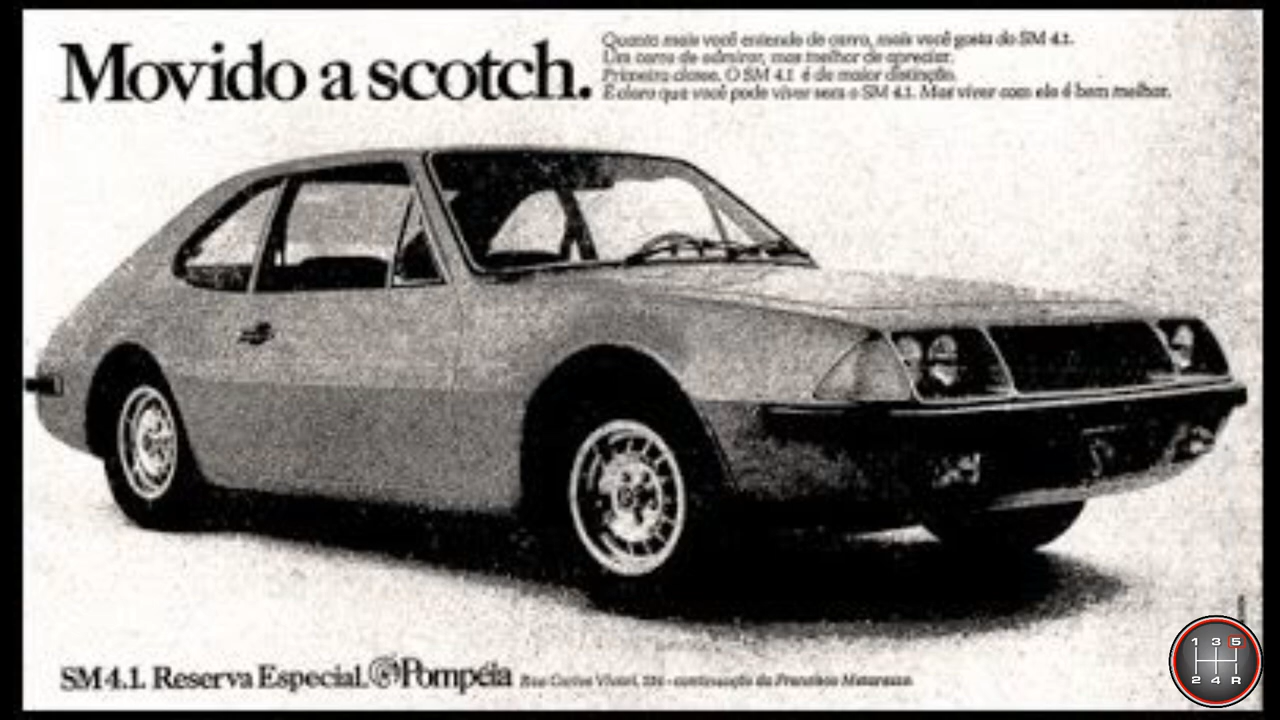 Movido a scotch.
Quanto mais você entende de carro, mais você gosta do SM 4.1.
Um carro de admirar, mas melhor de apreciar.
Primeira classe. O SM 4.1 é da maior distinção.
É claro que você pode viver sem o SM 4.1. Mas viver com ele é bem melhor.
SM 4.1. Reserva Especial. Pompéia Rua Carlos 224 - continuação da Francisco Matarazzo
1 3 5
2 4 R